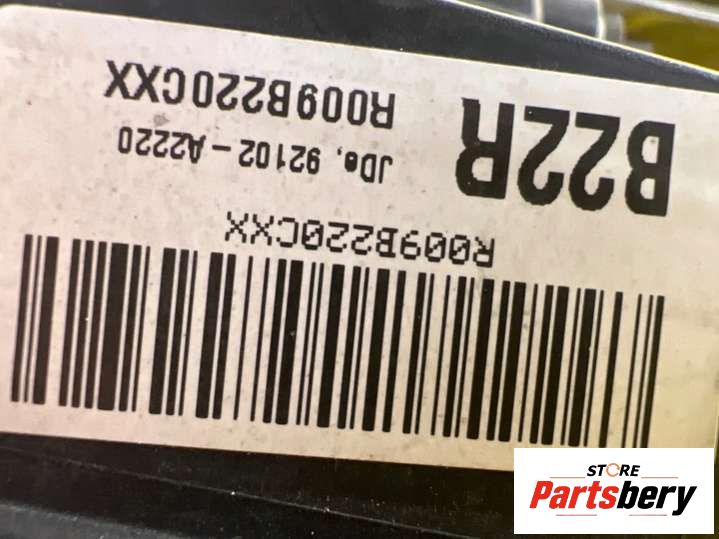 R009B220CXX
B22R
JDe, 92102-A2220
R009B220CXX
STORE
Partsbery